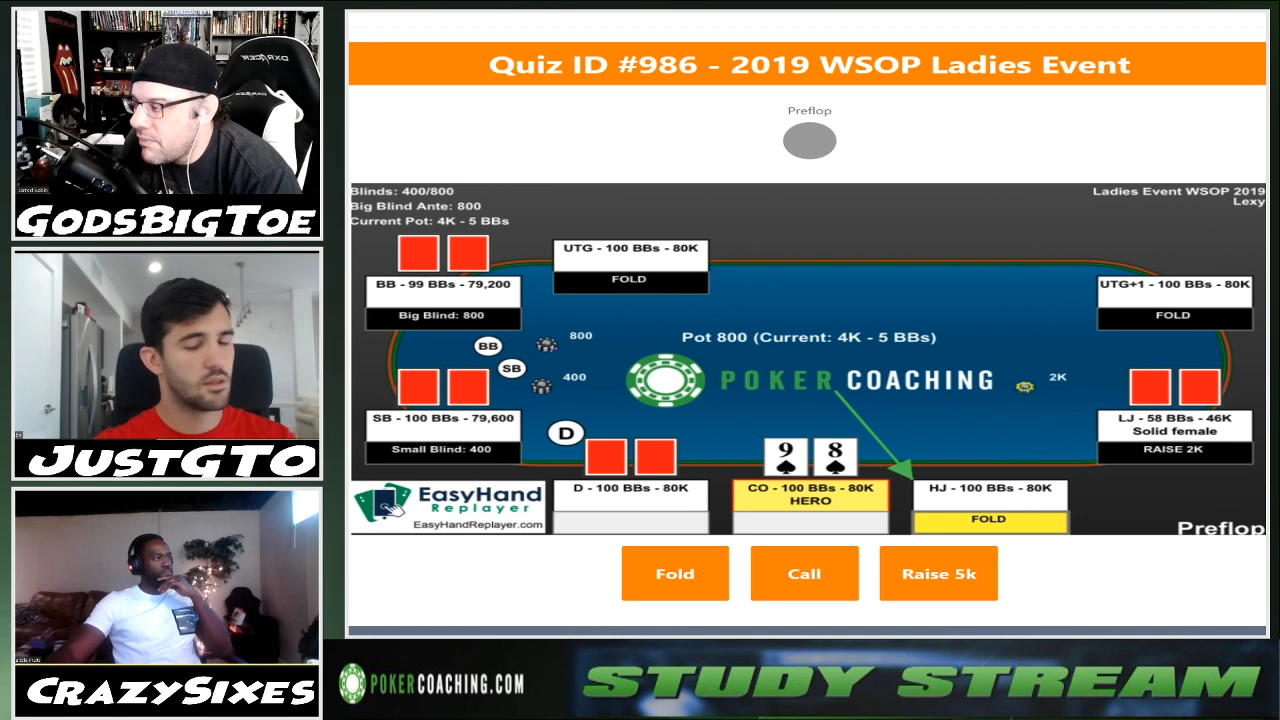 DXRACER
GODSBIGTOE
JUSTGTO
CRAZYSIXES
Quiz ID #986 - 2019 WSOP Ladies Event
Preflop
Blinds: 400/800
Big Blind Ante: 800
Current Pot: 4K - 5 BBs
Ladies Event WSOP 2019
Lexy
UTG - 100 BBs - 80K
FOLD
BB - 99 BBs - 79,200
Big Blind: 800
UTG+1 - 100 BBs - 80K
FOLD
BB
800
Pot 800 (Current: 4K - 5 BBs)
SB
400
POKER COACHING
2K
SB - 100 BBs - 79,600
Small Blind: 400
LJ - 58 BBs - 46K
Solid female
RAISE 2K
D
9
8
EasyHand
Replayer
EasyHandReplayer.com
D - 100 BBs - 80K
CO - 100 BBs - 80K
HERO
HJ - 100 BBs - 80K
FOLD
Preflop
Fold
Call
Raise 5k
POKERCOACHING.COM
STUDY STREAM